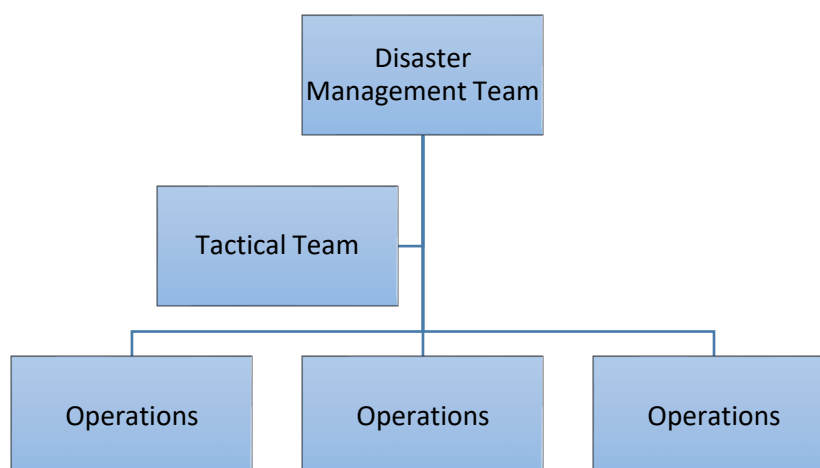 Disaster
Management Team
Tactical Team
Operations
Operations
Operations